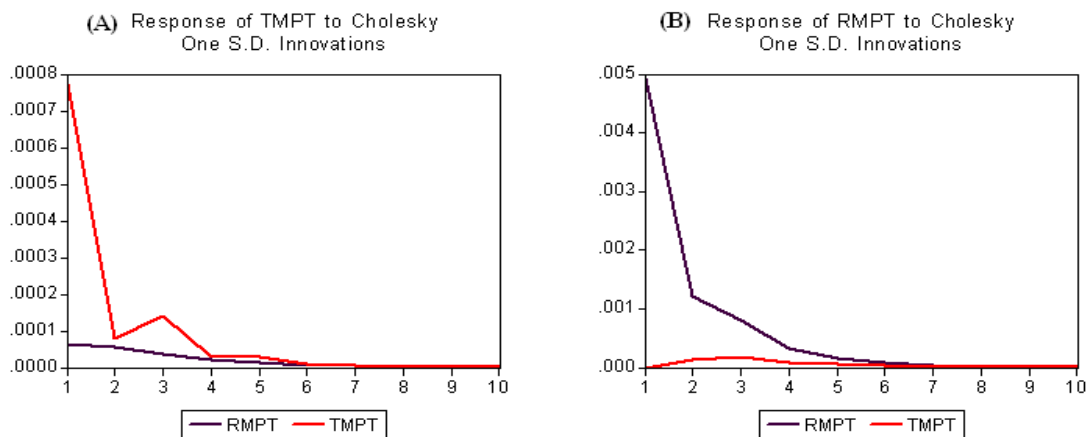 (A) Response of TMPT to Cholesky
One S.D. Innovations
.0008
.0007
.0006
.0005
.0004
.0003
.0002
.0001
.0000
1 2 3 4 5 6 7 8 9 10
RMPT TMPT
(B) Response of RMPT to Cholesky
One S.D. Innovations
.005
.004
.003
.002
.001
.000
1 2 3 4 5 6 7 8 9 10
RMPT TMPT